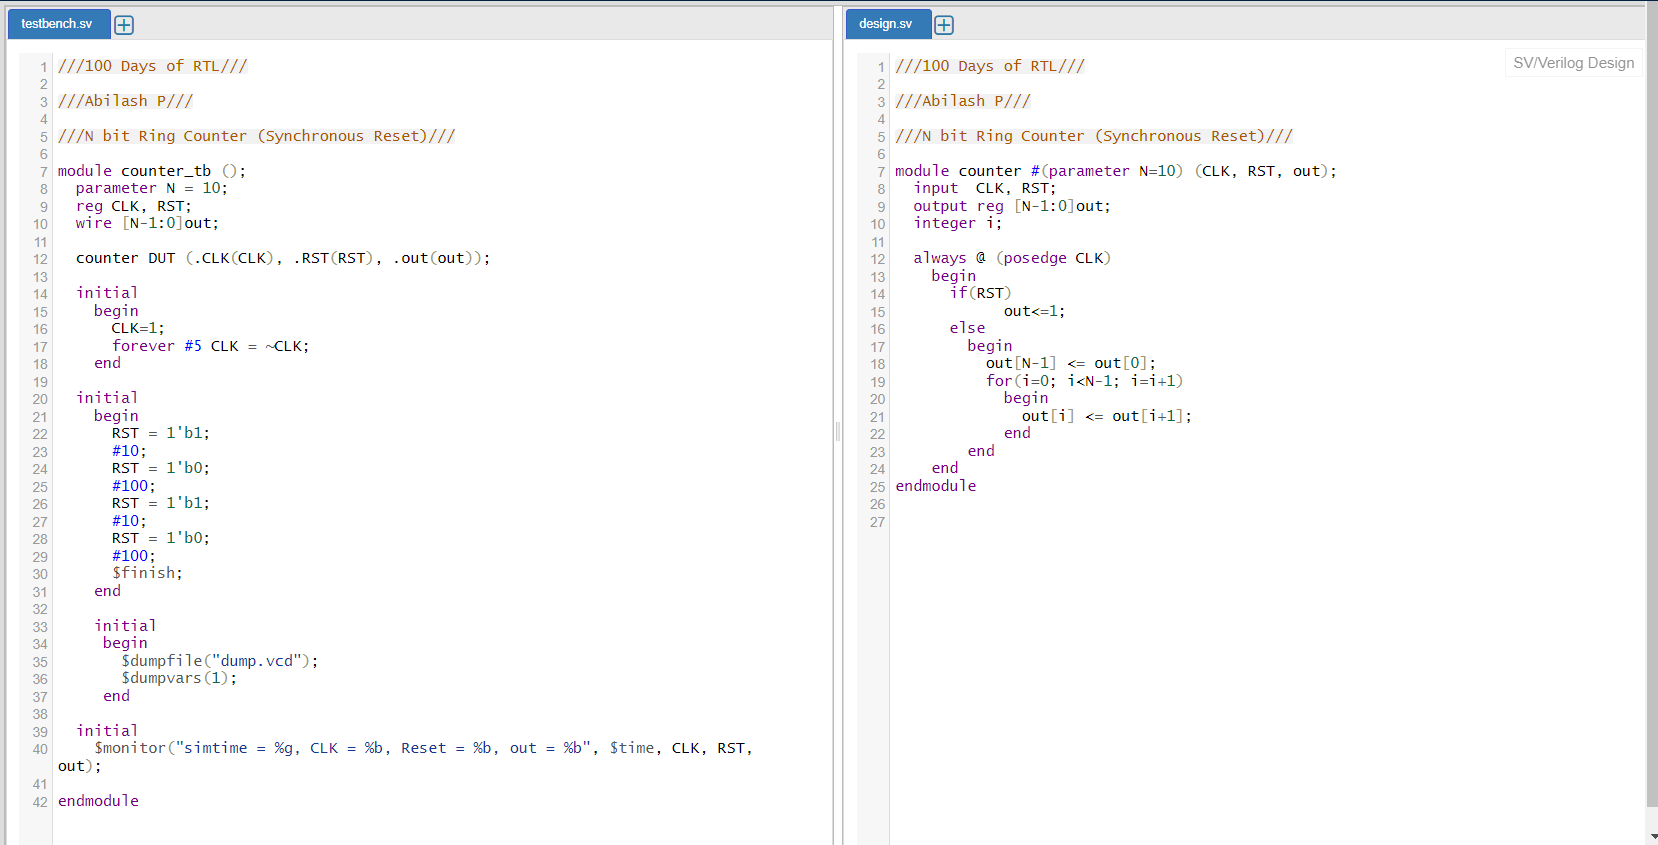 testbench.sv
1 ///100 Days of RTL///
2
3 ///Abilash P///
4
5 ///N bit Ring Counter (Synchronous Reset)///
6
7 module counter_tb ();
8   parameter N = 10;
9   reg CLK, RST;
10   wire [N-1:0]out;
11
12   counter DUT (.CLK(CLK), .RST(RST), .out(out));
13
14   initial
15     begin
16       CLK=1;
17       forever #5 CLK = ~CLK;
18     end
19
20   initial
21     begin
22       RST = 1'b1;
23       #10;
24       RST = 1'b0;
25       #100;
26       RST = 1'b1;
27       #10;
28       RST = 1'b0;
29       #100;
30       $finish;
31     end
32
33     initial
34      begin
35        $dumpfile("dump.vcd");
36        $dumpvars(1);
37      end
38
39   initial
40     $monitor("simtime = %g, CLK = %b, Reset = %b, out = %b", $time, CLK, RST,
out);
41
42 endmodule
design.sv
SV/Verilog Design
1 ///100 Days of RTL///
2
3 ///Abilash P///
4
5 ///N bit Ring Counter (Synchronous Reset)///
6
7 module counter #(parameter N=10) (CLK, RST, out);
8   input  CLK, RST;
9   output reg [N-1:0]out;
10   integer i;
11
12   always @ (posedge CLK)
13     begin
14       if(RST)
15             out<=1;
16       else
17         begin
18           out[N-1] <= out[0];
19           for(i=0; i<N-1; i=i+1)
20             begin
21               out[i] <= out[i+1];
22             end
23         end
24     end
25 endmodule
26
27